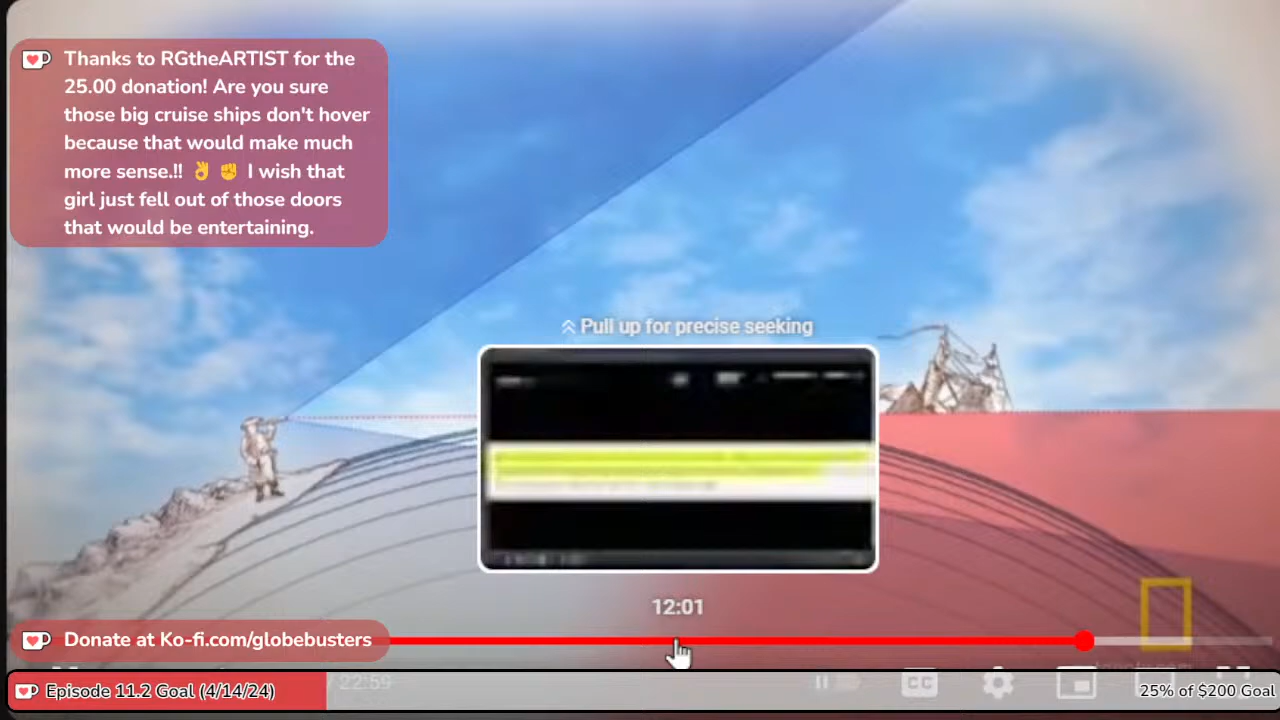 Thanks to RGtheARTIST for the
25.00 donation! Are you sure
those big cruise ships don't hover
because that would make much
more sense.!! 👌 ✊ I wish that
girl just fell out of those doors
that would be entertaining.
Pull up for precise seeking
12:01
Donate at Ko-fi.com/globebusters
22:59
CC
Episode 11.2 Goal (4/14/24)
25% of $200 Goal